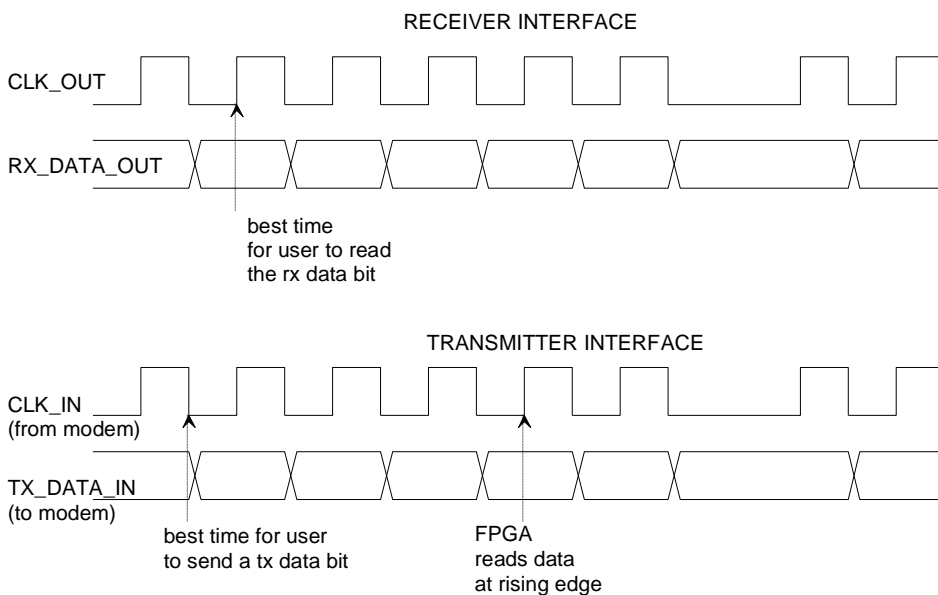 RECEIVER INTERFACE
CLK_OUT
RX_DATA_OUT
best time
for user to read
the rx data bit
TRANSMITTER INTERFACE
CLK_IN
(from modem)
TX_DATA_IN
(to modem)
best time for user
to send a tx data bit
FPGA
reads data
at rising edge